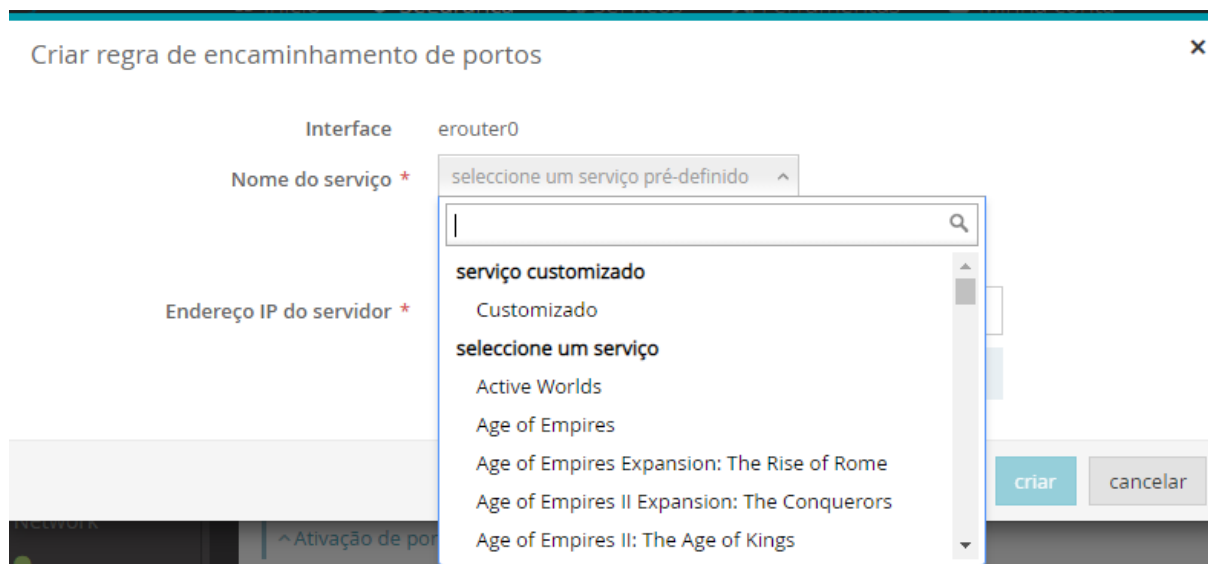 Criar regra de encaminhamento de portos
×
Interface erouter0
Nome do serviço * seleccione um serviço pré-definido
serviço customizado
Customizado
Endereço IP do servidor *
seleccione um serviço
Active Worlds
Age of Empires
Age of Empires Expansion: The Rise of Rome
Age of Empires II Expansion: The Conquerors
Age of Empires II: The Age of Kings
criar cancelar
Network
Ativação de por